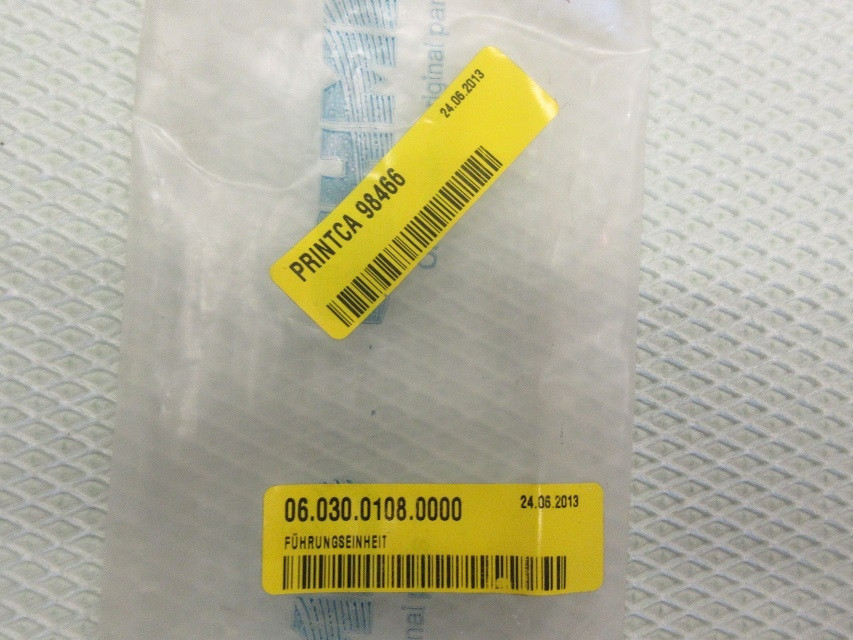 24.06.2013
PRINTCA 98466
06.030.0108.0000
24.06.2013
FÜHRUNGSEINHEIT